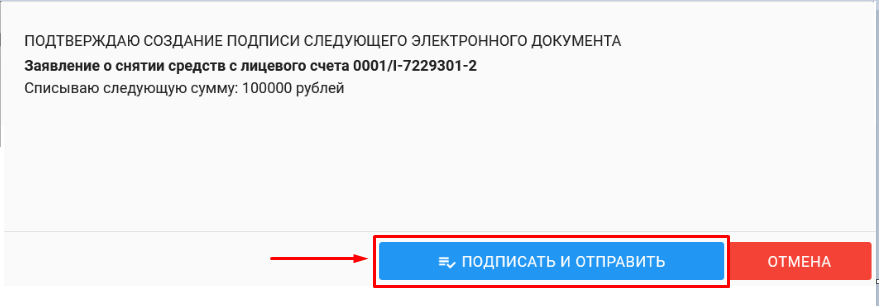 ПОДТВЕРЖДАЮ СОЗДАНИЕ ПОДПИСИ СЛЕДУЮЩЕГО ЭЛЕКТРОННОГО ДОКУМЕНТА
Заявление о снятии средств с лицевого счета 0001/I-7229301-2
Списываю следующую сумму: 100000 рублей
ПОДПИСАТЬ И ОТПРАВИТЬ
ОТМЕНА